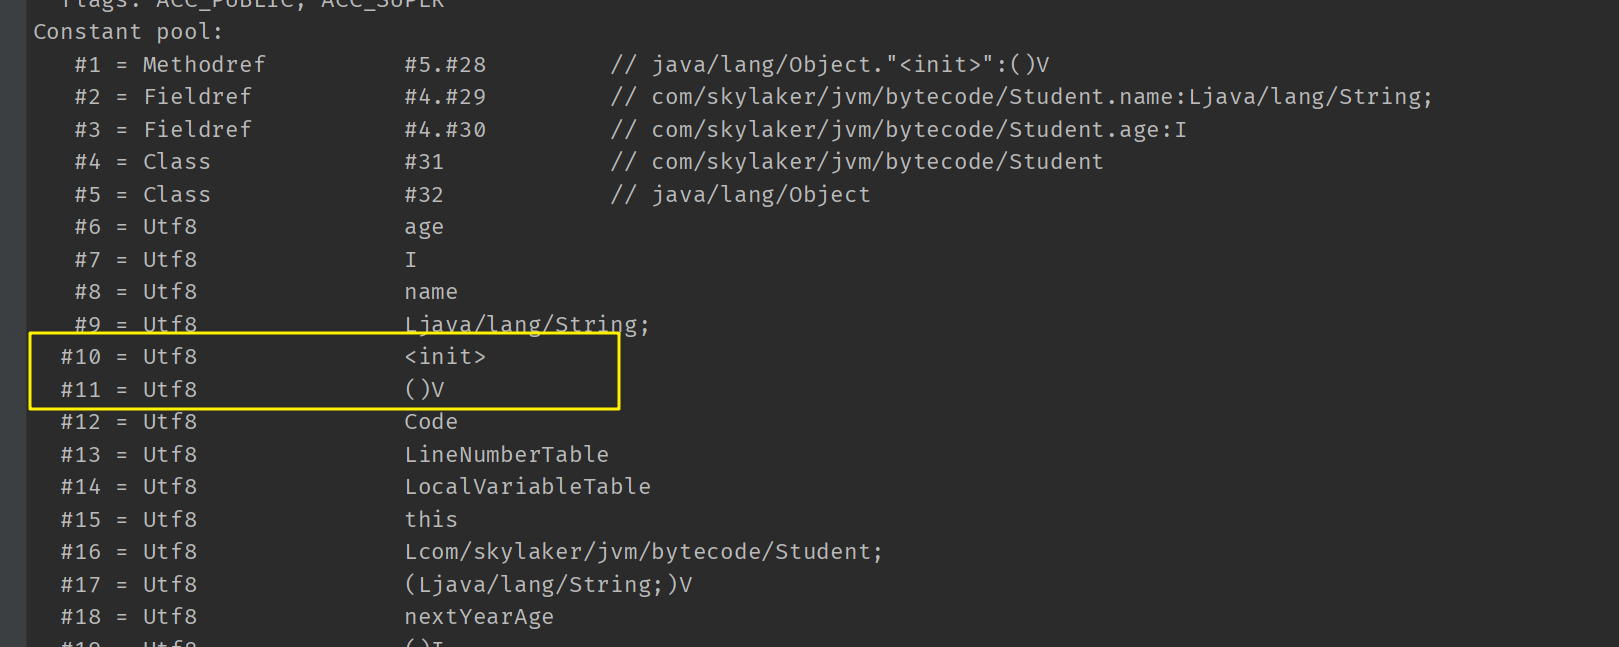 flags: ACC_PUBLIC, ACC_SUPER
Constant pool:
#1 = Methodref #5.#28 // java/lang/Object."<init>":()V
#2 = Fieldref #4.#29 // com/skylaker/jvm/bytecode/Student.name:Ljava/lang/String;
#3 = Fieldref #4.#30 // com/skylaker/jvm/bytecode/Student.age:I
#4 = Class #31 // com/skylaker/jvm/bytecode/Student
#5 = Class #32 // java/lang/Object
#6 = Utf8 age
#7 = Utf8 I
#8 = Utf8 name
#9 = Utf8 Ljava/lang/String;
#10 = Utf8 <init>
#11 = Utf8 ()V
#12 = Utf8 Code
#13 = Utf8 LineNumberTable
#14 = Utf8 LocalVariableTable
#15 = Utf8 this
#16 = Utf8 Lcom/skylaker/jvm/bytecode/Student;
#17 = Utf8 (Ljava/lang/String;)V
#18 = Utf8 nextYearAge
#19 = Utf8 ()I